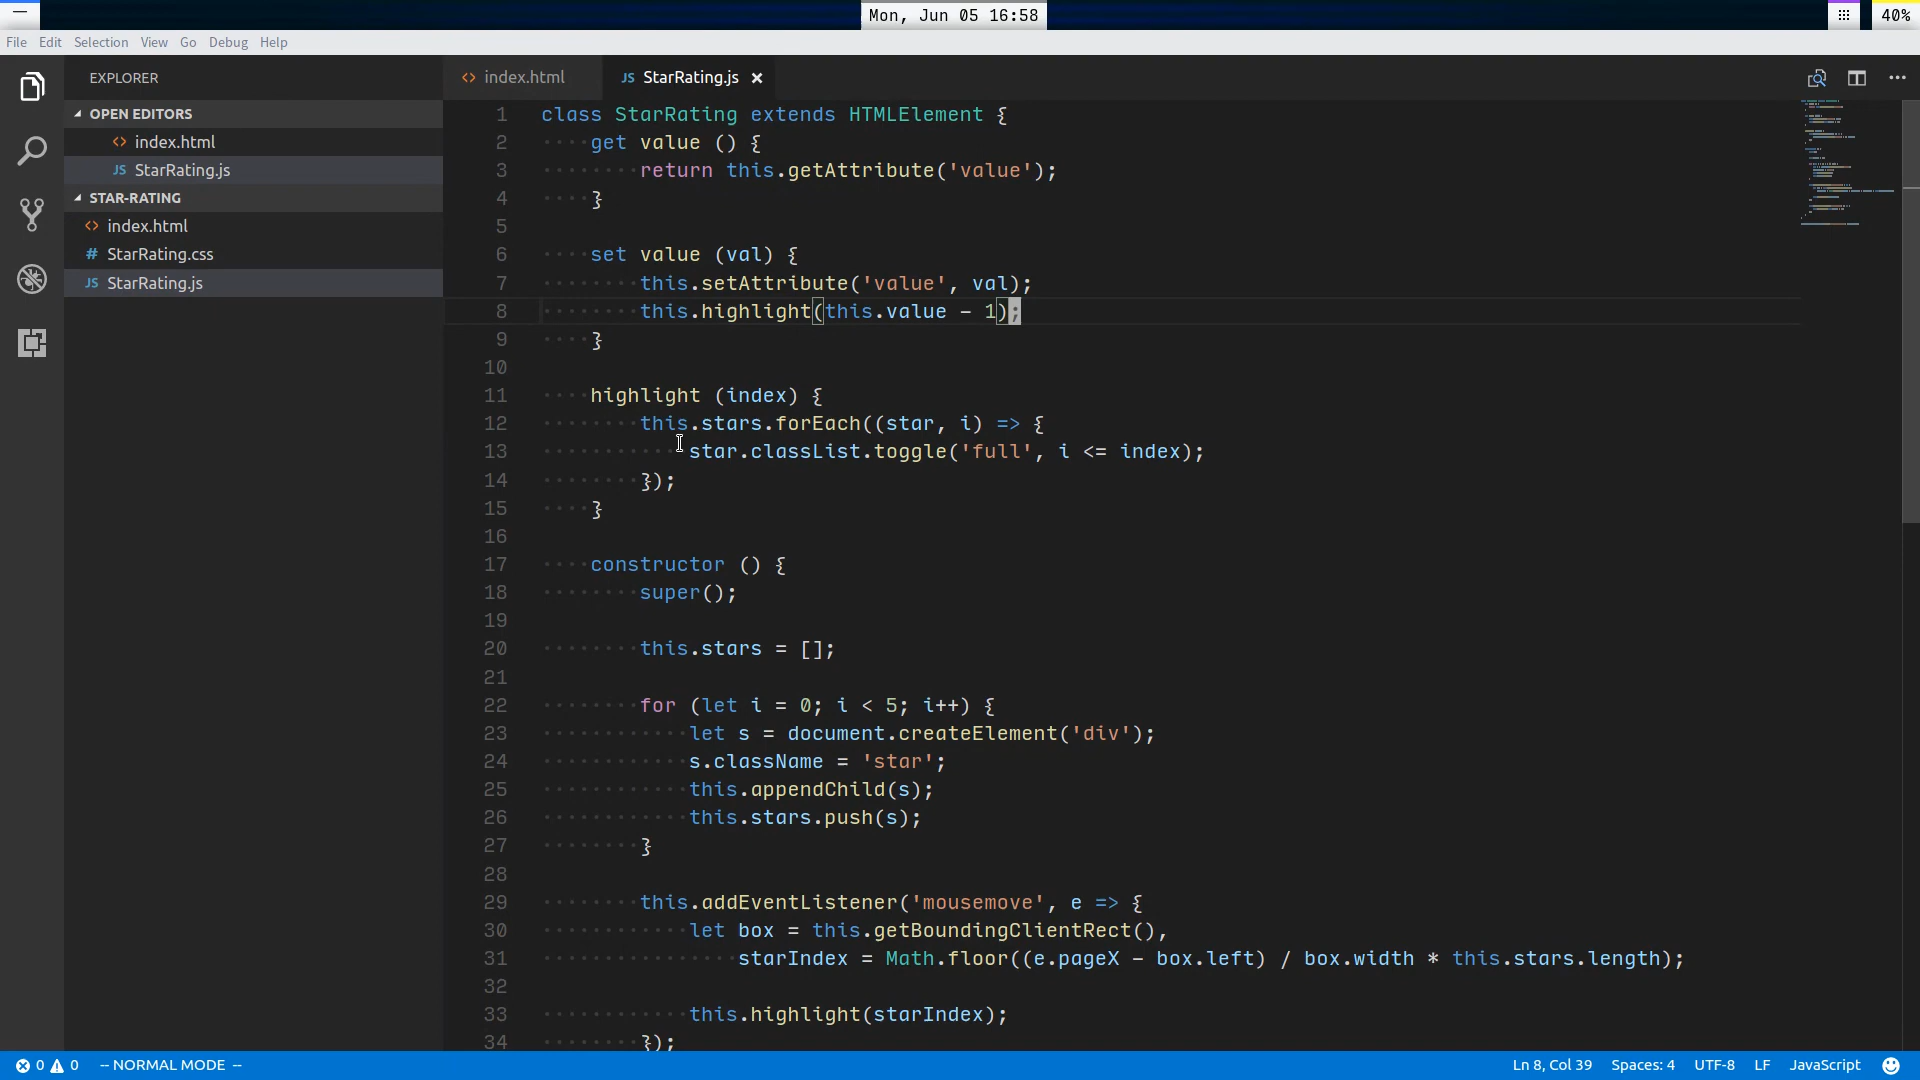 Mon, Jun 05 16:58
40%
File Edit Selection View Go Debug Help
EXPLORER
OPEN EDITORS
index.html
JS StarRating.js
STAR-RATING
index.html
# StarRating.css
JS StarRating.js
index.html
JS StarRating.js
1 class StarRating extends HTMLElement {
2 get value () {
3 return this.getAttribute('value');
4 }
5
6 set value (val) {
7 this.setAttribute('value', val);
8 this.highlight(this.value - 1);
9 }
10
11 highlight (index) {
12 this.stars.forEach((star, i) => {
13 star.classList.toggle('full', i <= index);
14 });
15 }
16
17 constructor () {
18 super();
19
20 this.stars = [];
21
22 for (let i = 0; i < 5; i++) {
23 let s = document.createElement('div');
24 s.className = 'star';
25 this.appendChild(s);
26 this.stars.push(s);
27 }
28
29 this.addEventListener('mousemove', e => {
30 let box = this.getBoundingClientRect(),
31 starIndex = Math.floor((e.pageX - box.left) / box.width * this.stars.length);
32
33 this.highlight(starIndex);
34 });
0 0 -- NORMAL MODE --
Ln 8, Col 39 Spaces: 4 UTF-8 LF JavaScript